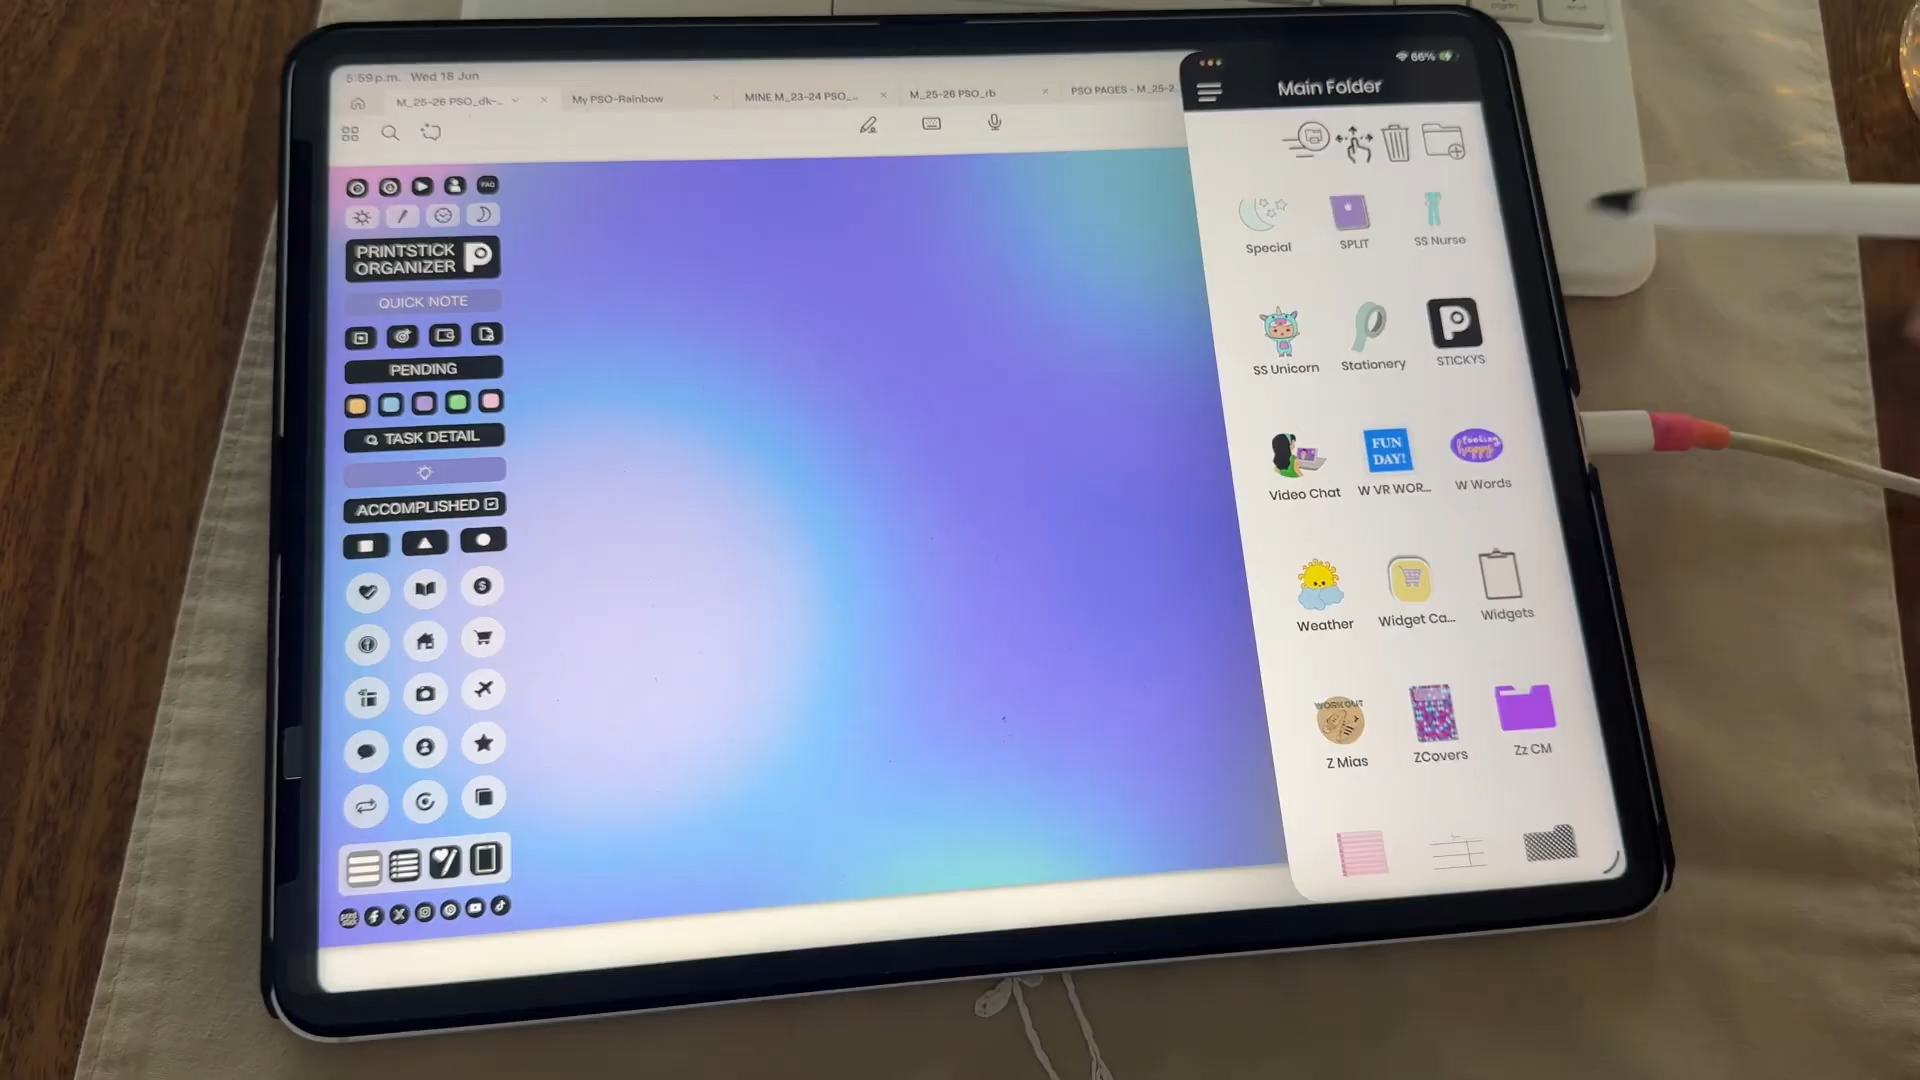 5:59 p.m. Wed 18 Jun
66%
M_25-26 PSO_dk-...
My PSO-Rainbow
MINE M_23-24 PSO_...
M_25-26 PSO_rb
PSO PAGES - M_25-2...
Main Folder
FAQ
PRINTSTICK
ORGANIZER
QUICK NOTE
PENDING
TASK DETAIL
ACCOMPLISHED
Special
SPLIT
SS Nurse
SS Unicorn
Stationery
STICKYS
FUN
DAY!
feeling
happy
Video Chat
W VR WOR...
W Words
Weather
Widget Ca...
Widgets
WORKOUT
Z Mias
ZCovers
Zz CM